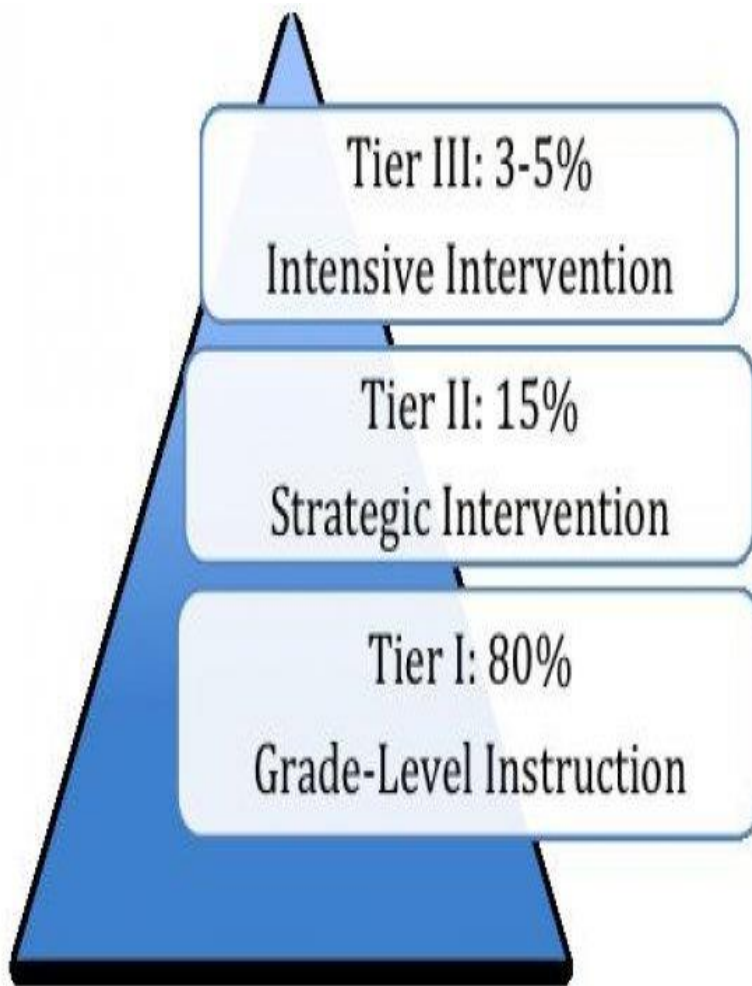 Tier III: 3-5%
Intensive Intervention
Tier II: 15%
Strategic Intervention
Tier I: 80%
Grade-Level Instruction